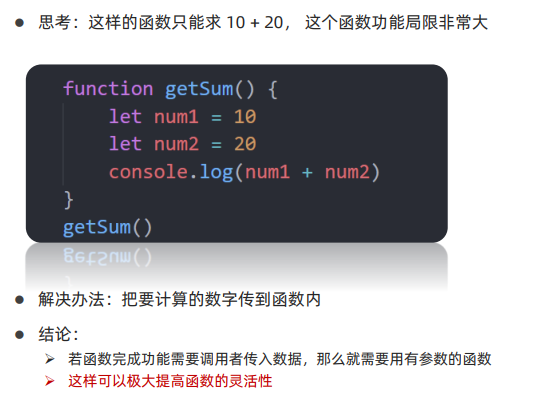 思考：这样的函数只能求 10 + 20， 这个函数功能局限非常大
function getSum() {
    let num1 = 10
    let num2 = 20
    console.log(num1 + num2)
}
getSum()
解决办法：把要计算的数字传到函数内
结论：
若函数完成功能需要调用者传入数据，那么就需要用有参数的函数
这样可以极大提高函数的灵活性